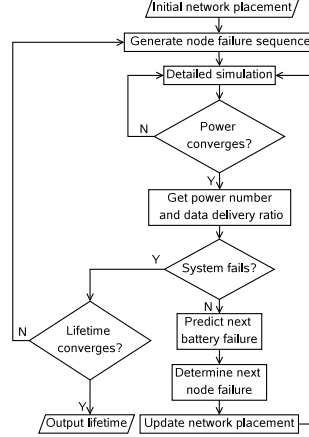 Initial network placement
Generate node failure sequence
Detailed simulation
N
Power
converges?
Y
Get power number
and data delivery ratio
Y
System fails?
N
Predict next
battery failure
Lifetime
converges?
N
Determine next
node failure
Y
Output lifetime
Update network placement